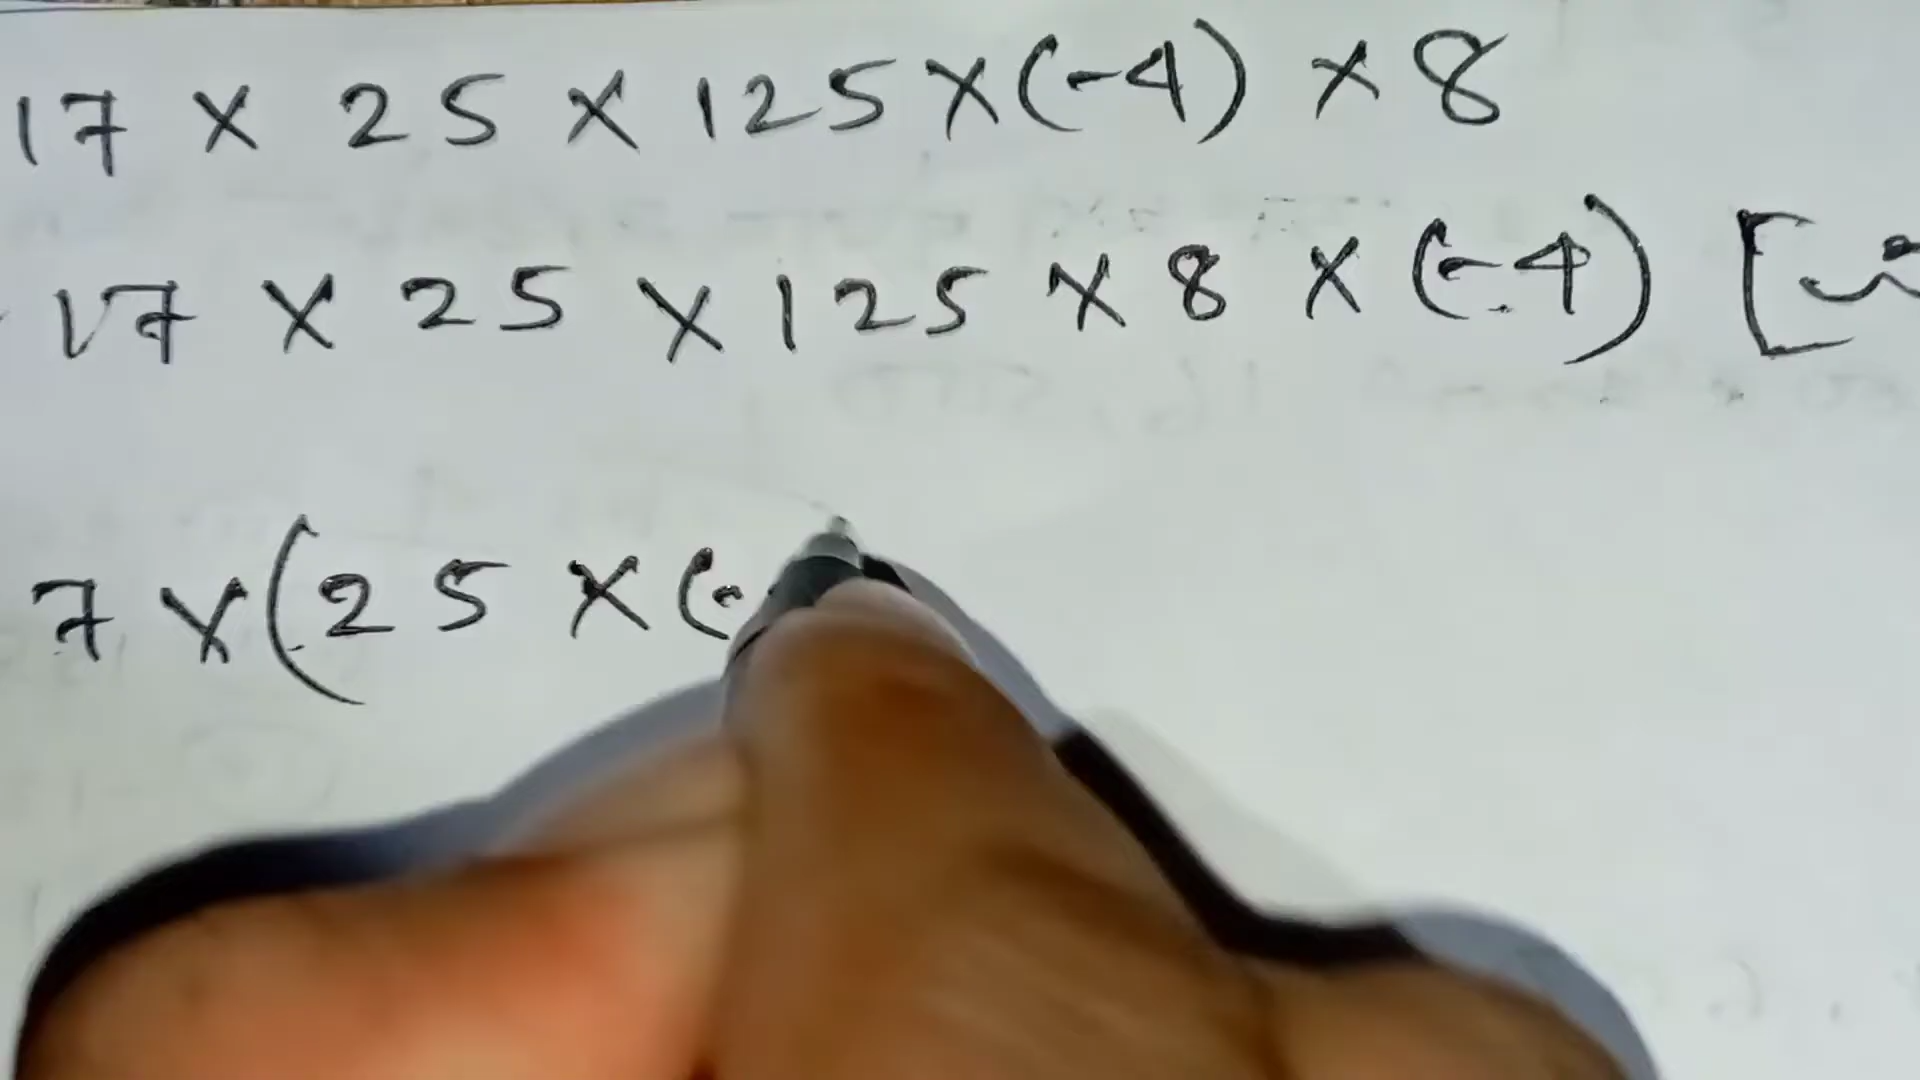 17 × 25 × 125 × (-4) × 8
17 × 25 × 125 × 8 × (-4) [
7 × (25 × (-